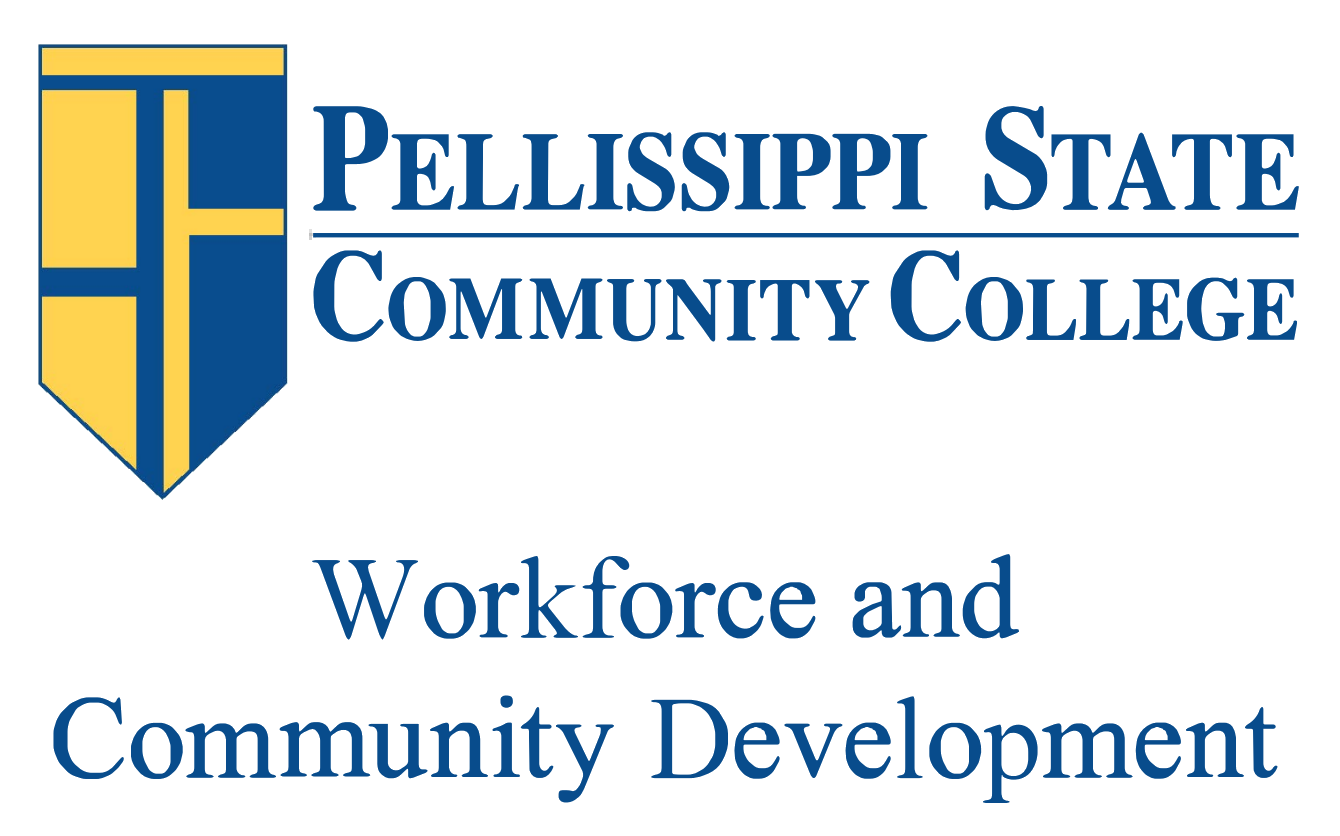 PELLISSIPPI STATE
COMMUNITY COLLEGE
Workforce and
Community Development